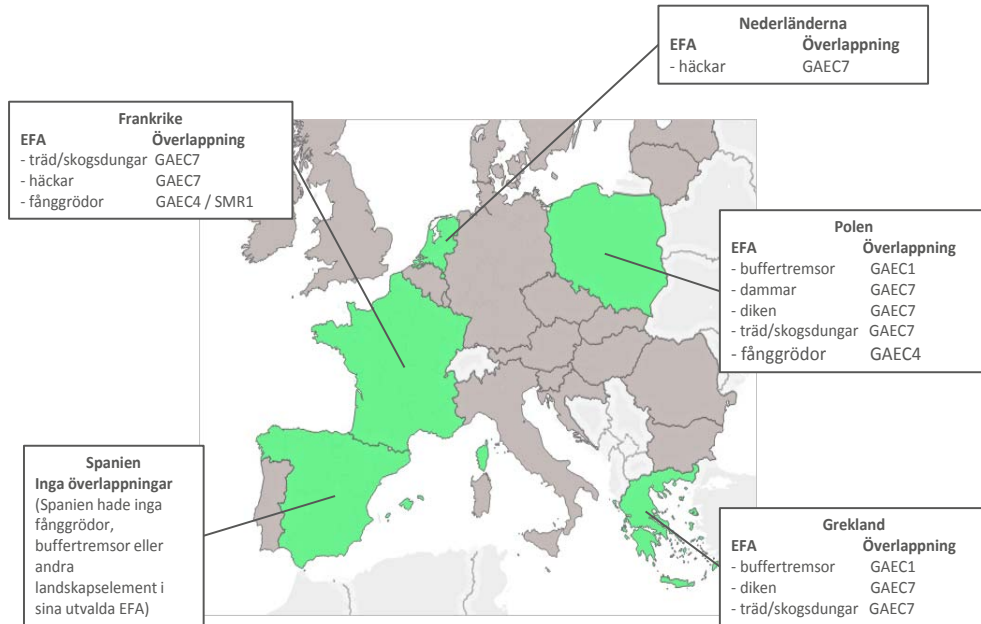 Nederländerna
EFA Överlappning
- häckar GAEC7
Frankrike
EFA Överlappning
- träd/skogsdungar GAEC7
- häckar GAEC7
- fånggrödor GAEC4 / SMR1
Polen
EFA Överlappning
- buffertremsor GAEC1
- dammar GAEC7
- diken GAEC7
- träd/skogsdungar GAEC7
- fånggrödor GAEC4
Spanien
Inga överlappningar
(Spanien hade inga
fånggrödor,
buffertremsor eller
andra
landskapselement i
sina utvalda EFA)
Grekland
EFA Överlappning
- buffertremsor GAEC1
- diken GAEC7
- träd/skogsdungar GAEC7